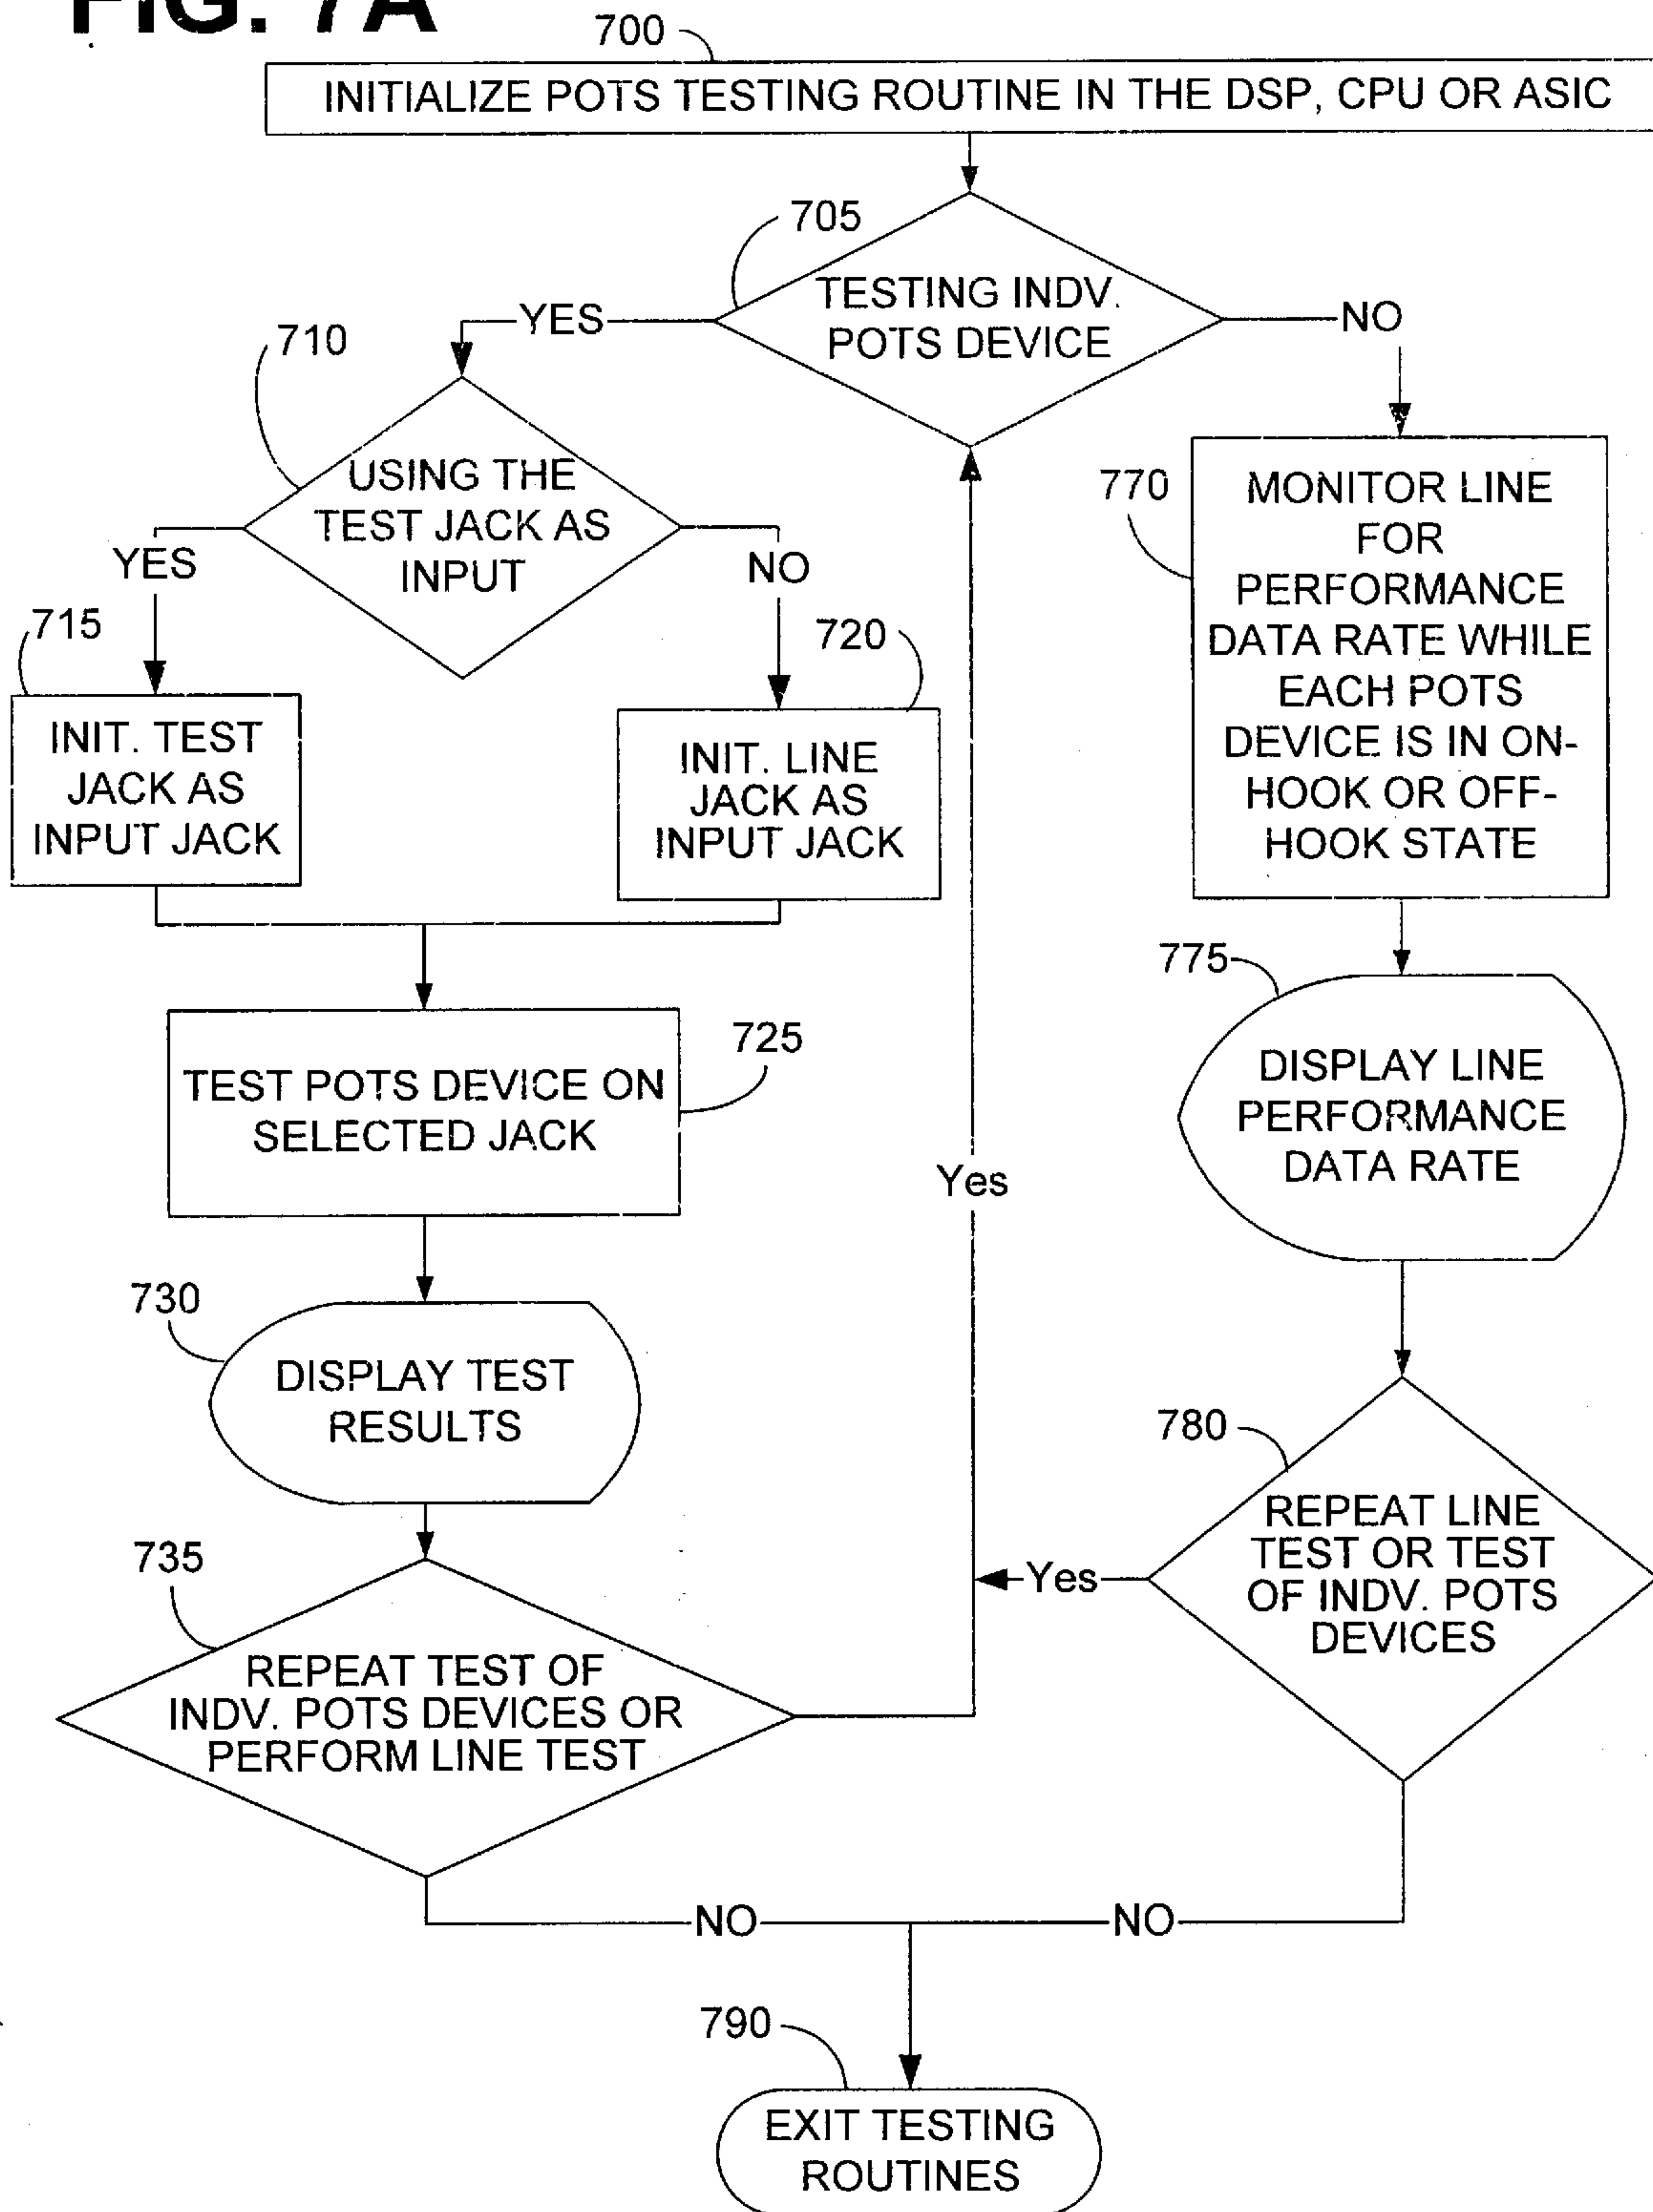 FIG. 7A
700
INITIALIZE POTS TESTING ROUTINE IN THE DSP, CPU OR ASIC
705
TESTING INDV.
POTS DEVICE
YES
NO
710
USING THE
TEST JACK AS
INPUT
YES
NO
715
INIT. TEST
JACK AS
INPUT JACK
720
INIT. LINE
JACK AS
INPUT JACK
770
MONITOR LINE
FOR
PERFORMANCE
DATA RATE WHILE
EACH POTS
DEVICE IS IN ON-
HOOK OR OFF-
HOOK STATE
725
TEST POTS DEVICE ON
SELECTED JACK
775
DISPLAY LINE
PERFORMANCE
DATA RATE
Yes
730
DISPLAY TEST
RESULTS
780
REPEAT LINE
TEST OR TEST
OF INDV. POTS
DEVICES
Yes
735
REPEAT TEST OF
INDV. POTS DEVICES OR
PERFORM LINE TEST
NO
NO
790
EXIT TESTING
ROUTINES